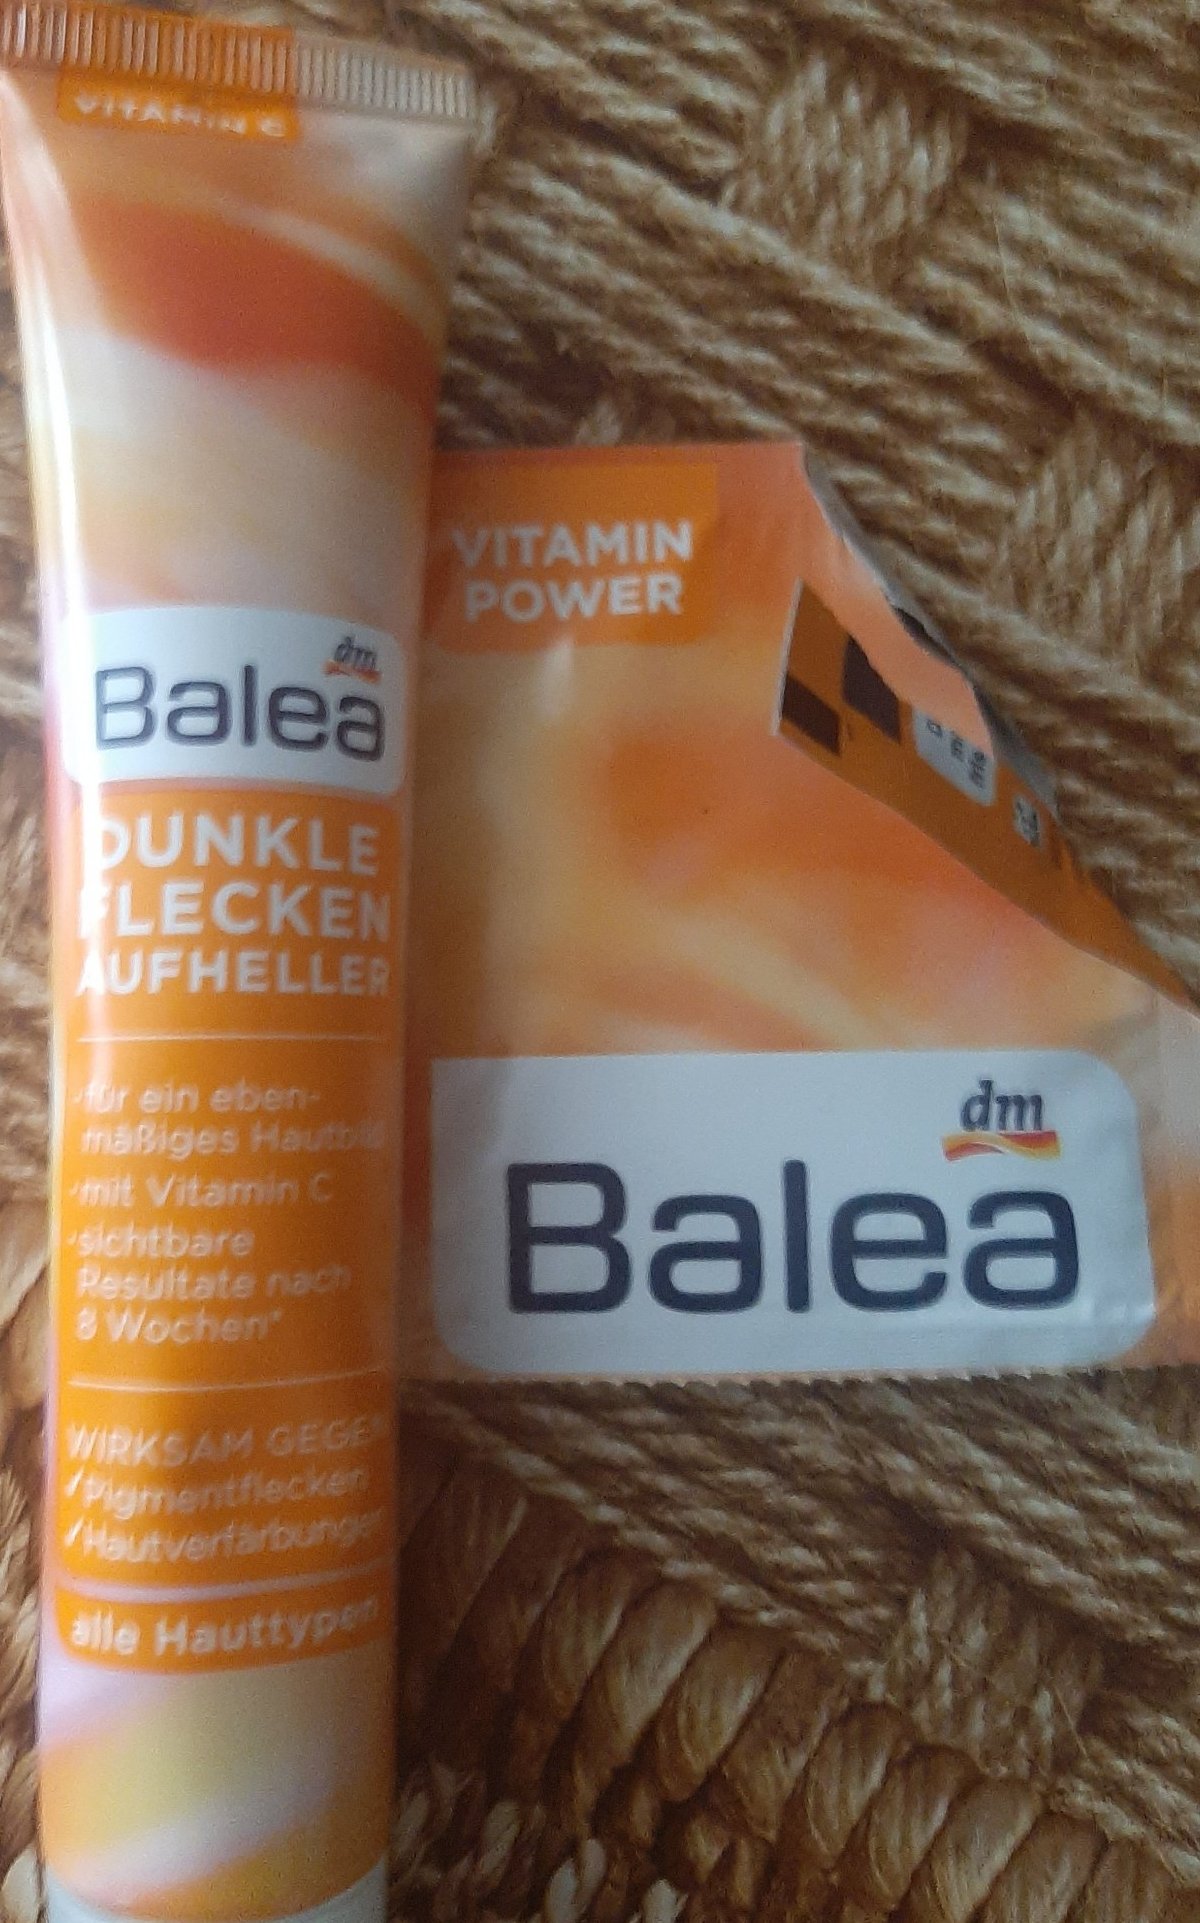 VITAMIN C
dm
Balea
DUNKLE
FLECKEN
AUFHELLER
für ein eben-
mäßiges Hautbild
mit Vitamin C
sichtbare
Resultate nach
8 Wochen*
WIRKSAM GEGEN
✓Pigmentflecken
✓Hautverfärbungen
alle Hauttypen
VITAMIN
POWER
dm
Balea